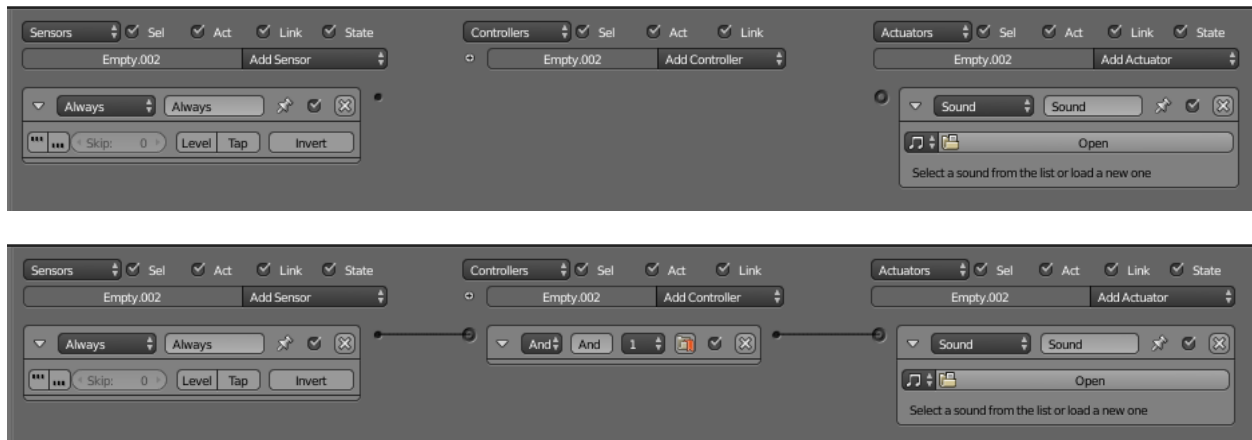 Sensors Sel Act Link State Controllers Sel Act Link Actuators Sel Act Link State
Empty.002 Add Sensor Empty.002 Add Controller Empty.002 Add Actuator
Always Always Sound Sound
Skip: 0 Level Tap Invert Open
Select a sound from the list or load a new one
Sensors Sel Act Link State Controllers Sel Act Link Actuators Sel Act Link State
Empty.002 Add Sensor Empty.002 Add Controller Empty.002 Add Actuator
Always Always And And 1 Sound Sound
Skip: 0 Level Tap Invert Open
Select a sound from the list or load a new one